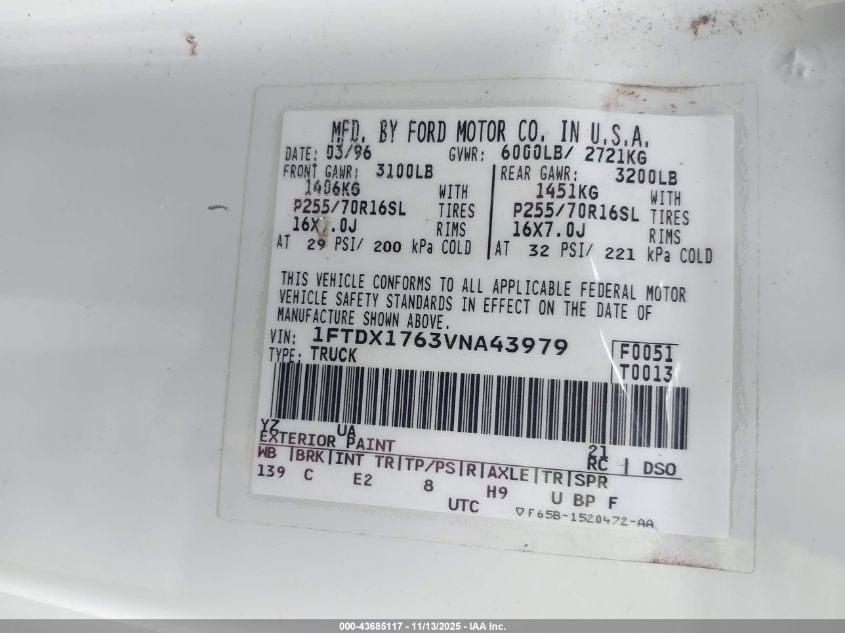 MFD. BY FORD MOTOR CO. IN U.S.A.
DATE: 03/96 GVWR: 6000LB/ 2721KG
FRONT GAWR: 3100LB REAR GAWR: 3200LB
1406KG WITH 1451KG WITH
P255/70R16SL TIRES P255/70R16SL TIRES
16X7.0J RIMS 16X7.0J RIMS
AT 29 PSI/ 200 kPa COLD AT 32 PSI/ 221 kPa COLD
THIS VEHICLE CONFORMS TO ALL APPLICABLE FEDERAL MOTOR
VEHICLE SAFETY STANDARDS IN EFFECT ON THE DATE OF
MANUFACTURE SHOWN ABOVE.
VIN: 1FTDX1763VNA43979 F0051
TYPE: TRUCK T0013
YZ UA 21
EXTERIOR PAINT RC | DSO
WB |BRK|INT TR|TP/PS|R|AXLE|TR|SPR
139 C E2 8 H9 U BP F
UTC ▽F65B-1520472-AA
000-43685117 - 11/13/2025 - IAA Inc.